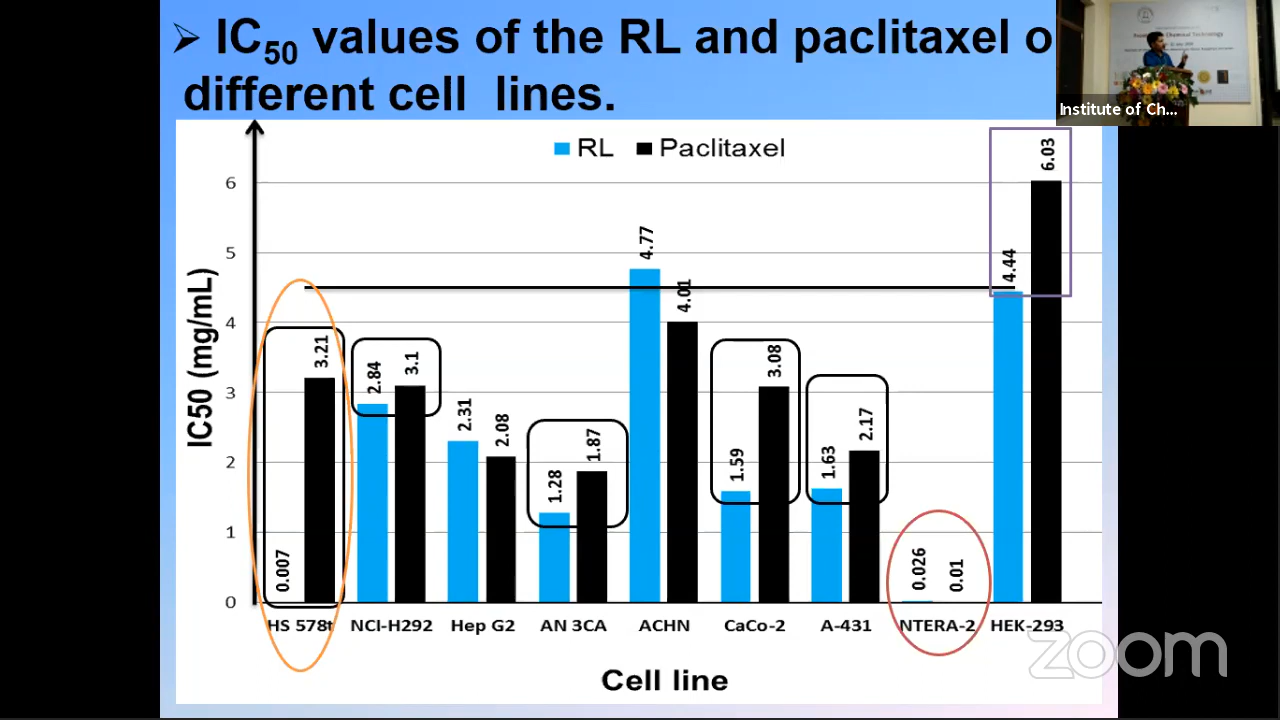 ➢ IC50 values of the RL and paclitaxel o
different cell lines.
Institute of Ch...
RL Paclitaxel
IC50 (mg/mL)
6
5
4
3
2
1
0
0.007 3.21
2.84 3.1
2.31 2.08
1.28 1.87
4.77 4.01
1.59 3.08
1.63 2.17
0.026 0.01
4.44 6.03
HS 578t NCI-H292 Hep G2 AN 3CA ACHN CaCo-2 A-431 NTERA-2 HEK-293
Cell line
zoom